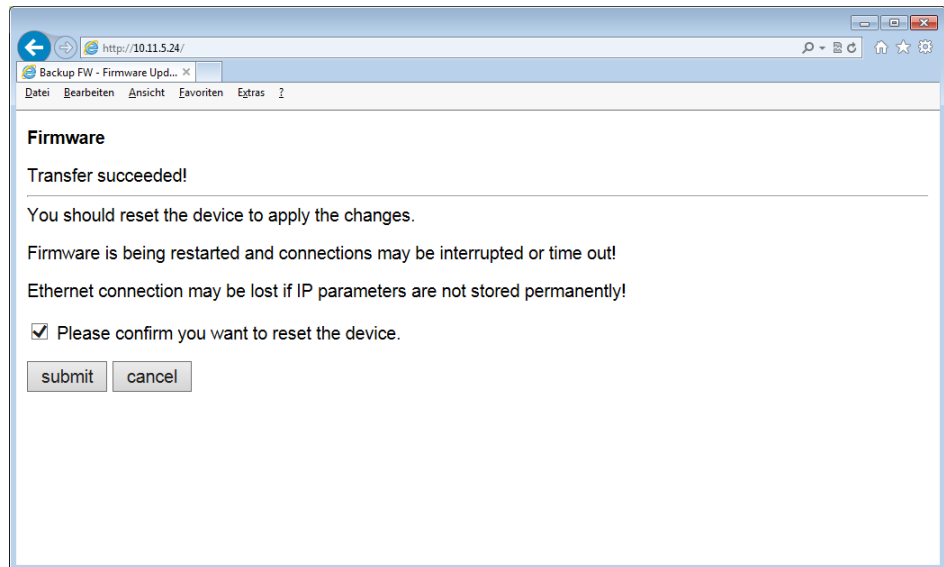 http://10.11.5.24/
Backup FW - Firmware Upd...
Datei Bearbeiten Ansicht Favoriten Extras ?
Firmware
Transfer succeeded!
You should reset the device to apply the changes.
Firmware is being restarted and connections may be interrupted or time out!
Ethernet connection may be lost if IP parameters are not stored permanently!
Please confirm you want to reset the device.
submit cancel